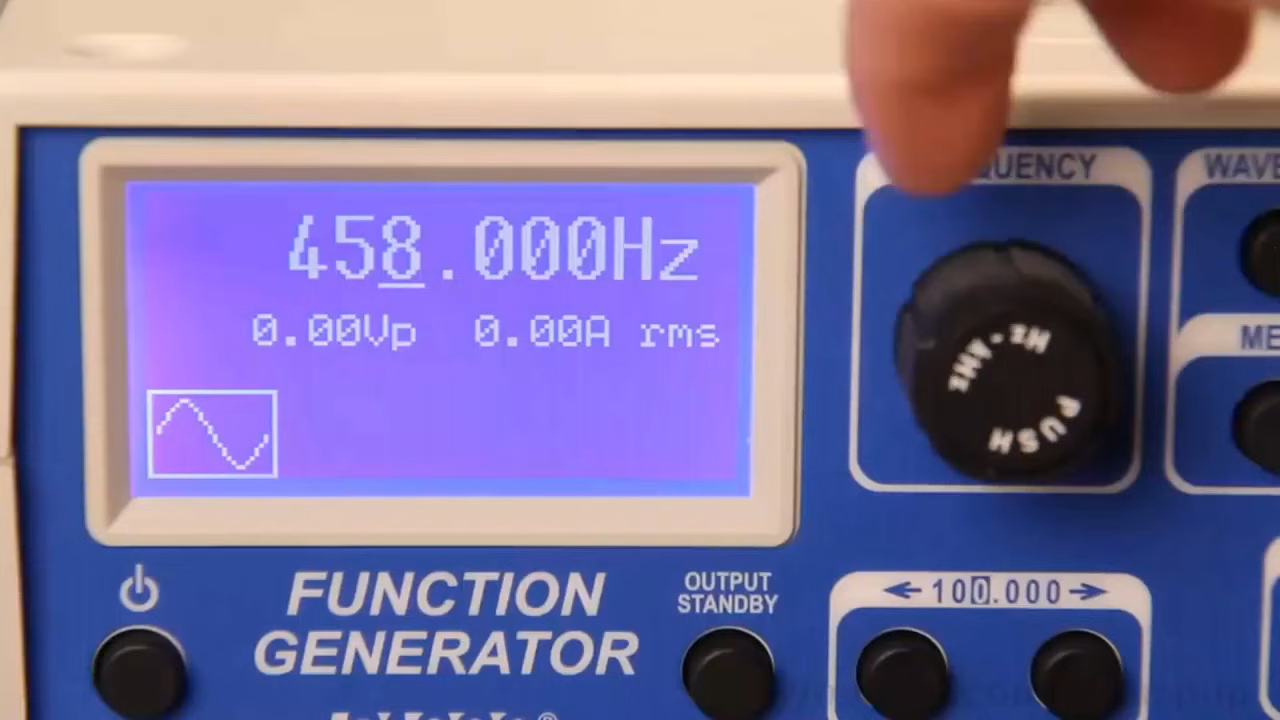 458.000Hz
0.00Vp 0.00A rms
QUENCY
WAVE
Hz-kHz
PUSH
ME
FUNCTION
GENERATOR
OUTPUT
STANDBY
←100.000→